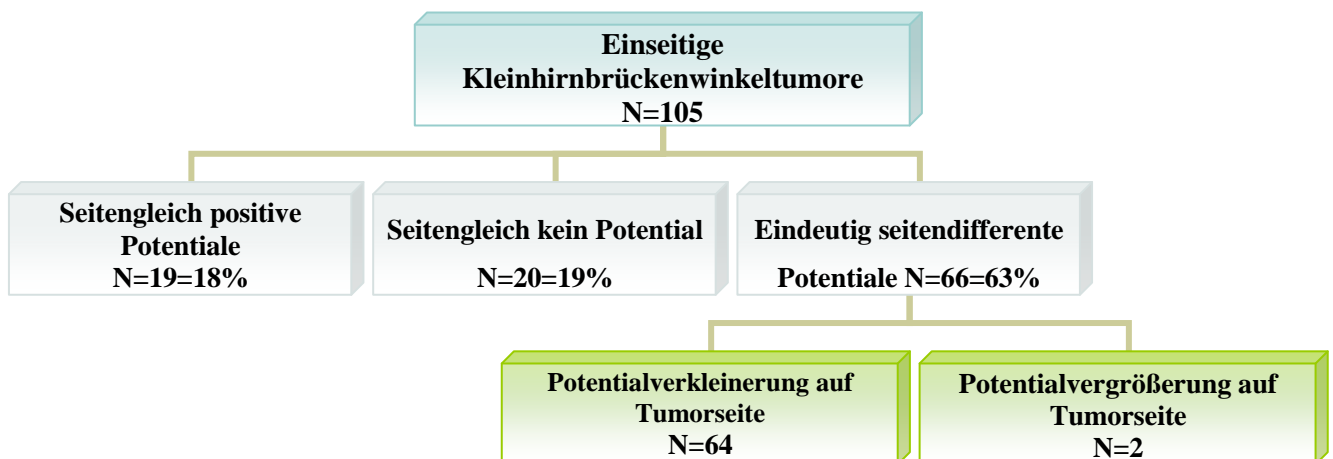 Einseitige
Kleinhirnbrückenwinkeltumore
N=105
Seitengleich positive
Potentiale
N=19=18%
Seitengleich kein Potential
N=20=19%
Eindeutig seitendifferente
Potentiale N=66=63%
Potentialverkleinerung auf
Tumorseite
N=64
Potentialvergrößerung auf
Tumorseite
N=2